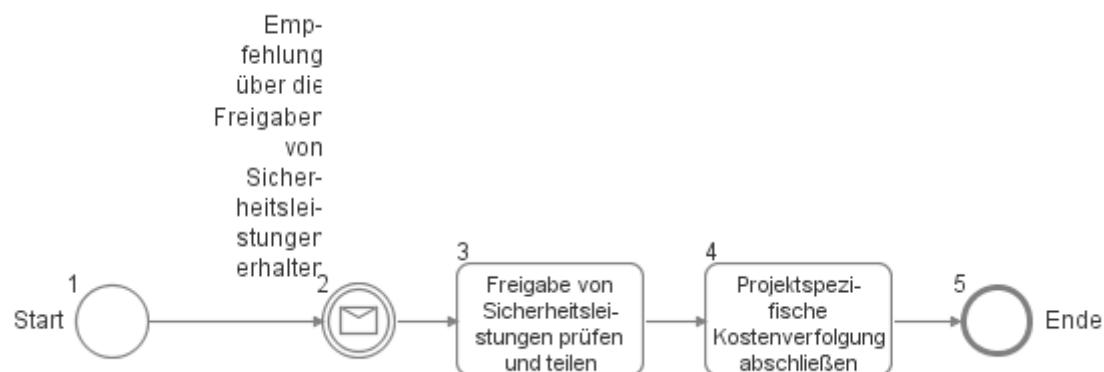 Emp-
fehlung
über die
Freigaben
von
Sicher-
heitslei-
stungen
erhalten
1
Start
2
3
Freigabe von
Sicherheitslei-
stungen prüfen
und teilen
4
Projektspezi-
fische
Kostenverfolgung
abschließen
5
Ende